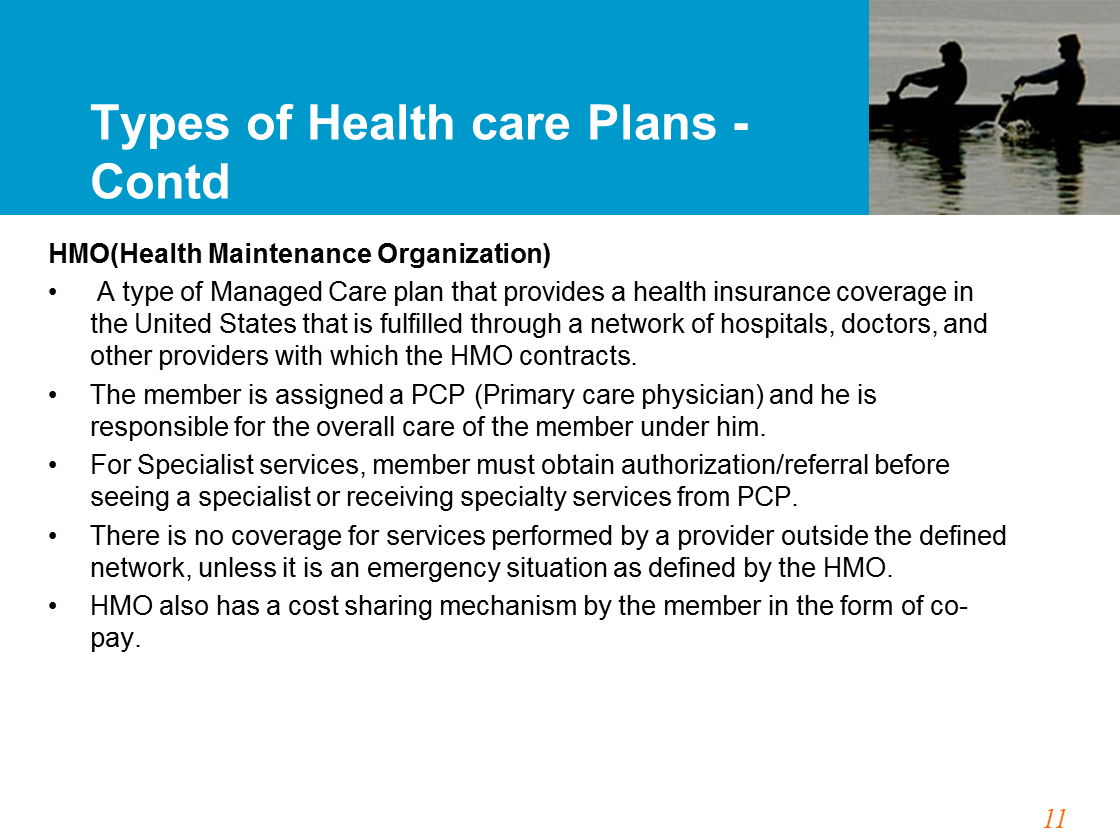 Types of Health care Plans -
Contd
HMO(Health Maintenance Organization)
• A type of Managed Care plan that provides a health insurance coverage in
the United States that is fulfilled through a network of hospitals, doctors, and
other providers with which the HMO contracts.
• The member is assigned a PCP (Primary care physician) and he is
responsible for the overall care of the member under him.
• For Specialist services, member must obtain authorization/referral before
seeing a specialist or receiving specialty services from PCP.
• There is no coverage for services performed by a provider outside the defined
network, unless it is an emergency situation as defined by the HMO.
• HMO also has a cost sharing mechanism by the member in the form of co-
pay.
11